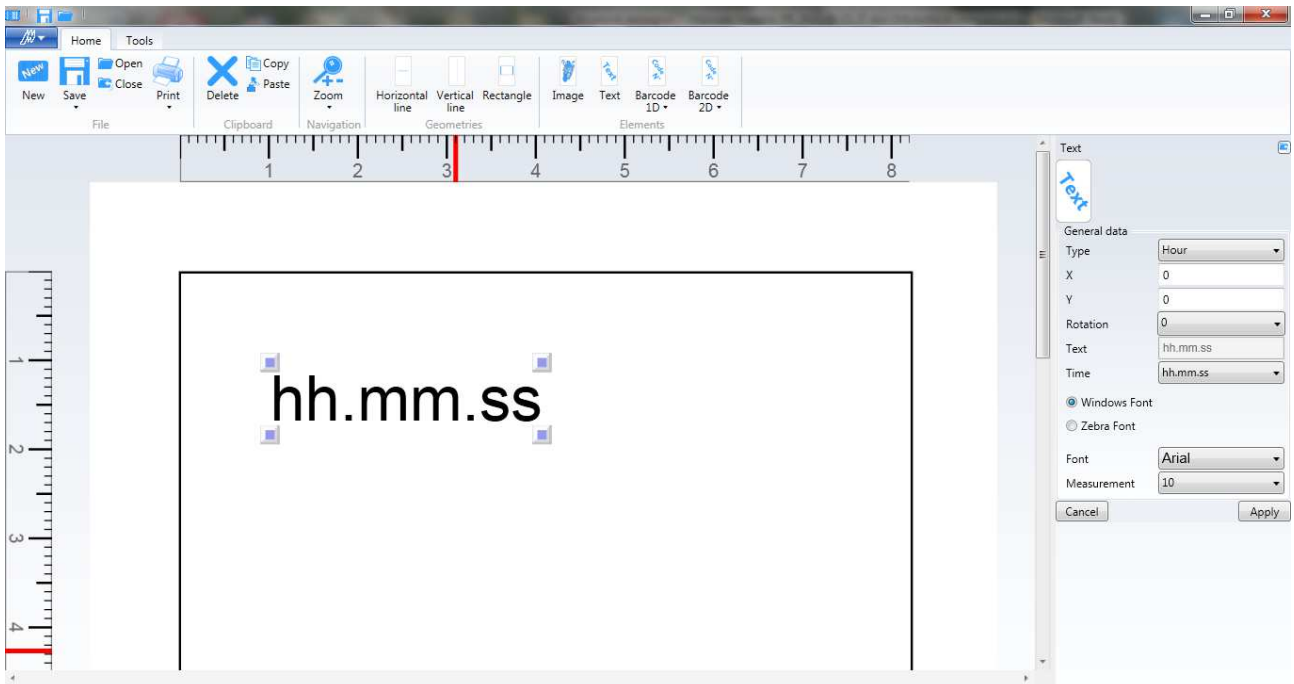 Home Tools
New Save Open Close Print Delete Copy Paste Zoom Horizontal line Vertical line Rectangle Image Text Barcode 1D Barcode 2D
File Clipboard Navigation Geometries Elements
1 2 3 4 5 6 7 8
1
2
3
4
hh.mm.ss
Text
Text
General data
Type Hour
X 0
Y 0
Rotation 0
Text hh.mm.ss
Time hh.mm.ss
Windows Font
Zebra Font
Font Arial
Measurement 10
Cancel Apply